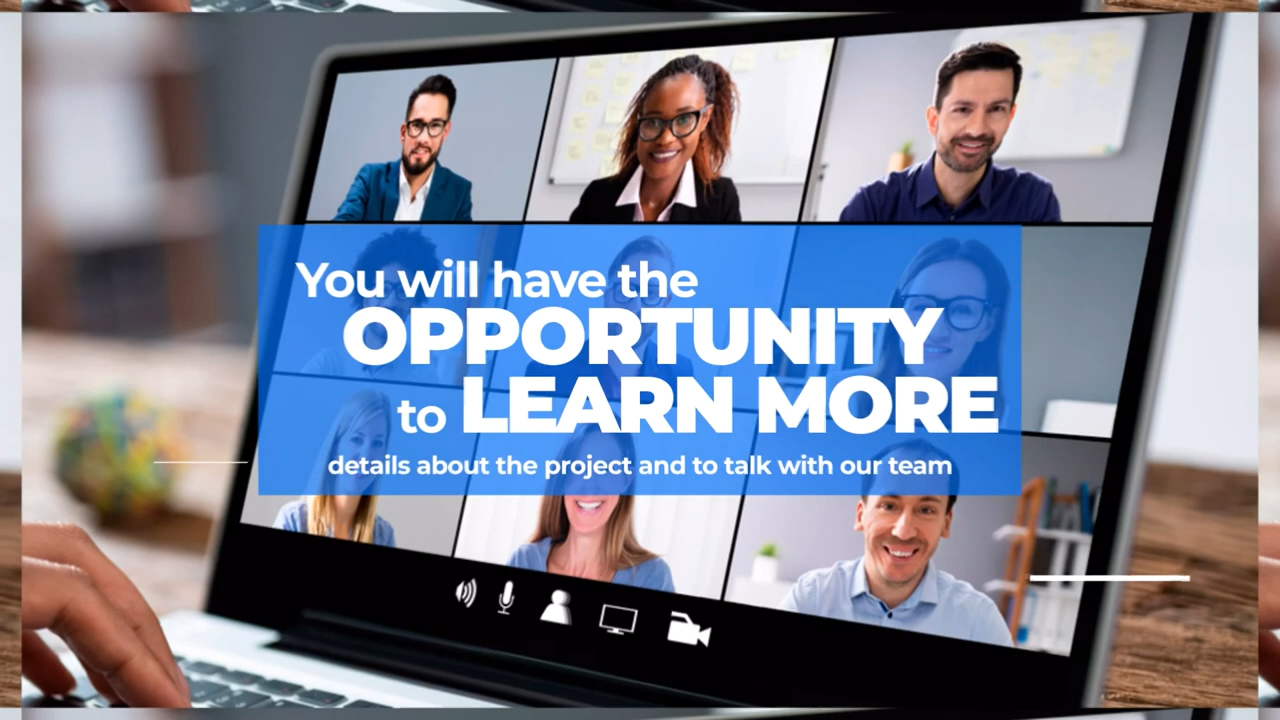 You will have the
OPPORTUNITY
to LEARN MORE
details about the project and to talk with our team